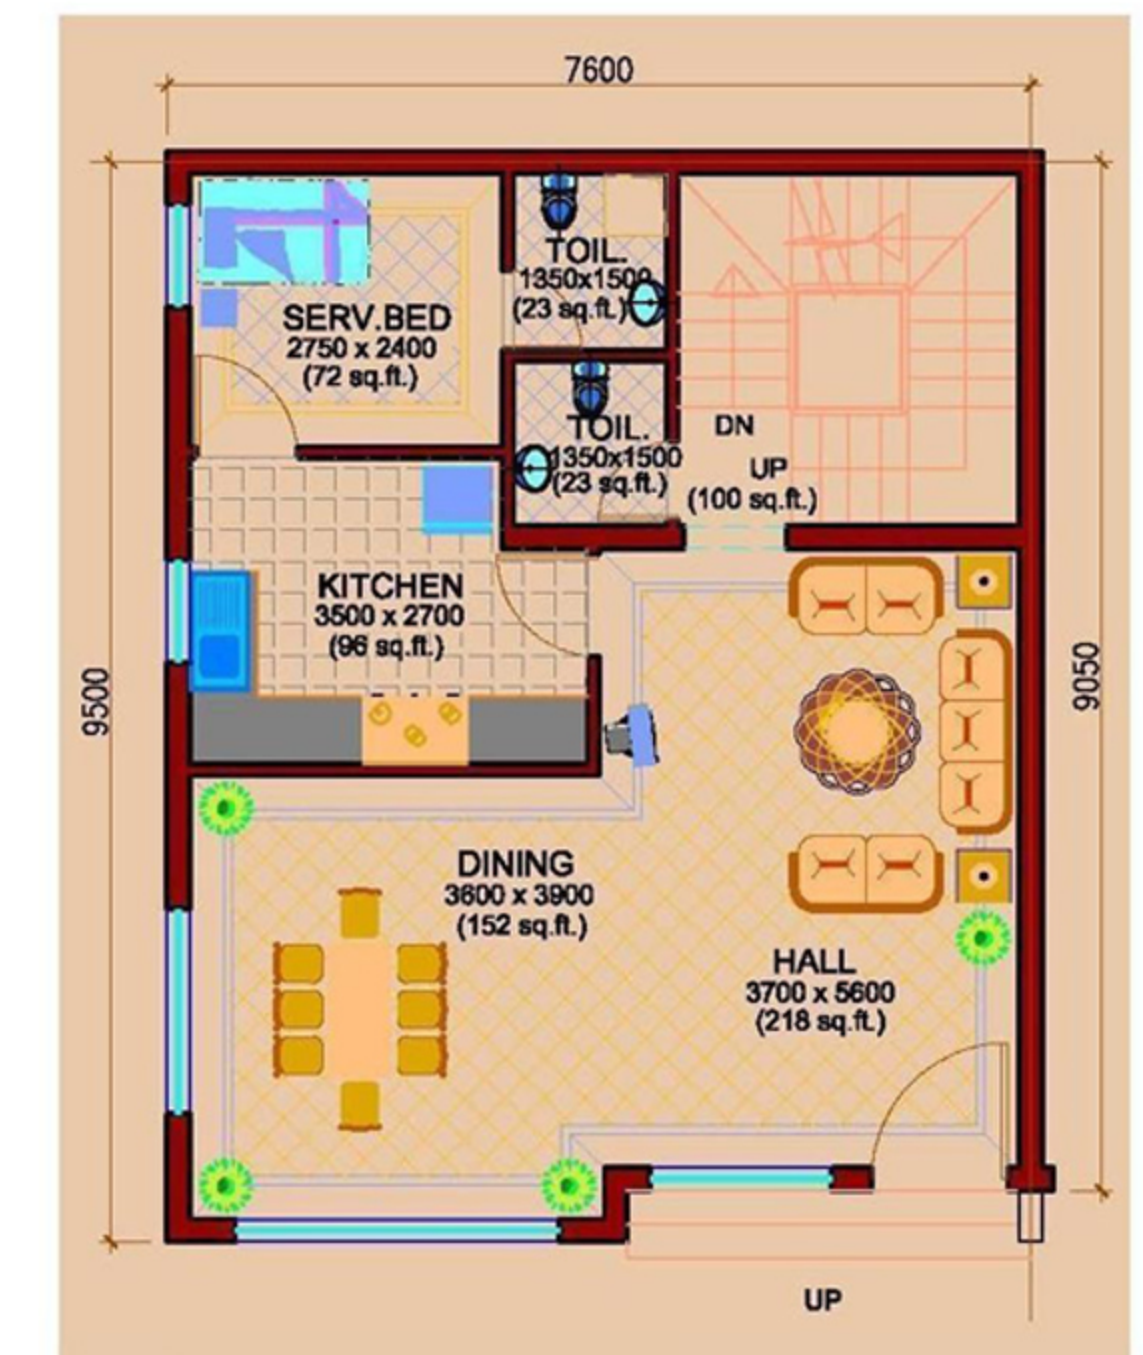 7600
TOIL.
1350x1500
(23 sq.ft.)
SERV.BED
2750 x 2400
(72 sq.ft.)
TOIL.
1350x1500
(23 sq.ft.)
DN
UP
(100 sq.ft.)
KITCHEN
3500 x 2700
(96 sq.ft.)
9500
9050
DINING
3600 x 3900
(152 sq.ft.)
HALL
3700 x 5600
(218 sq.ft.)
UP